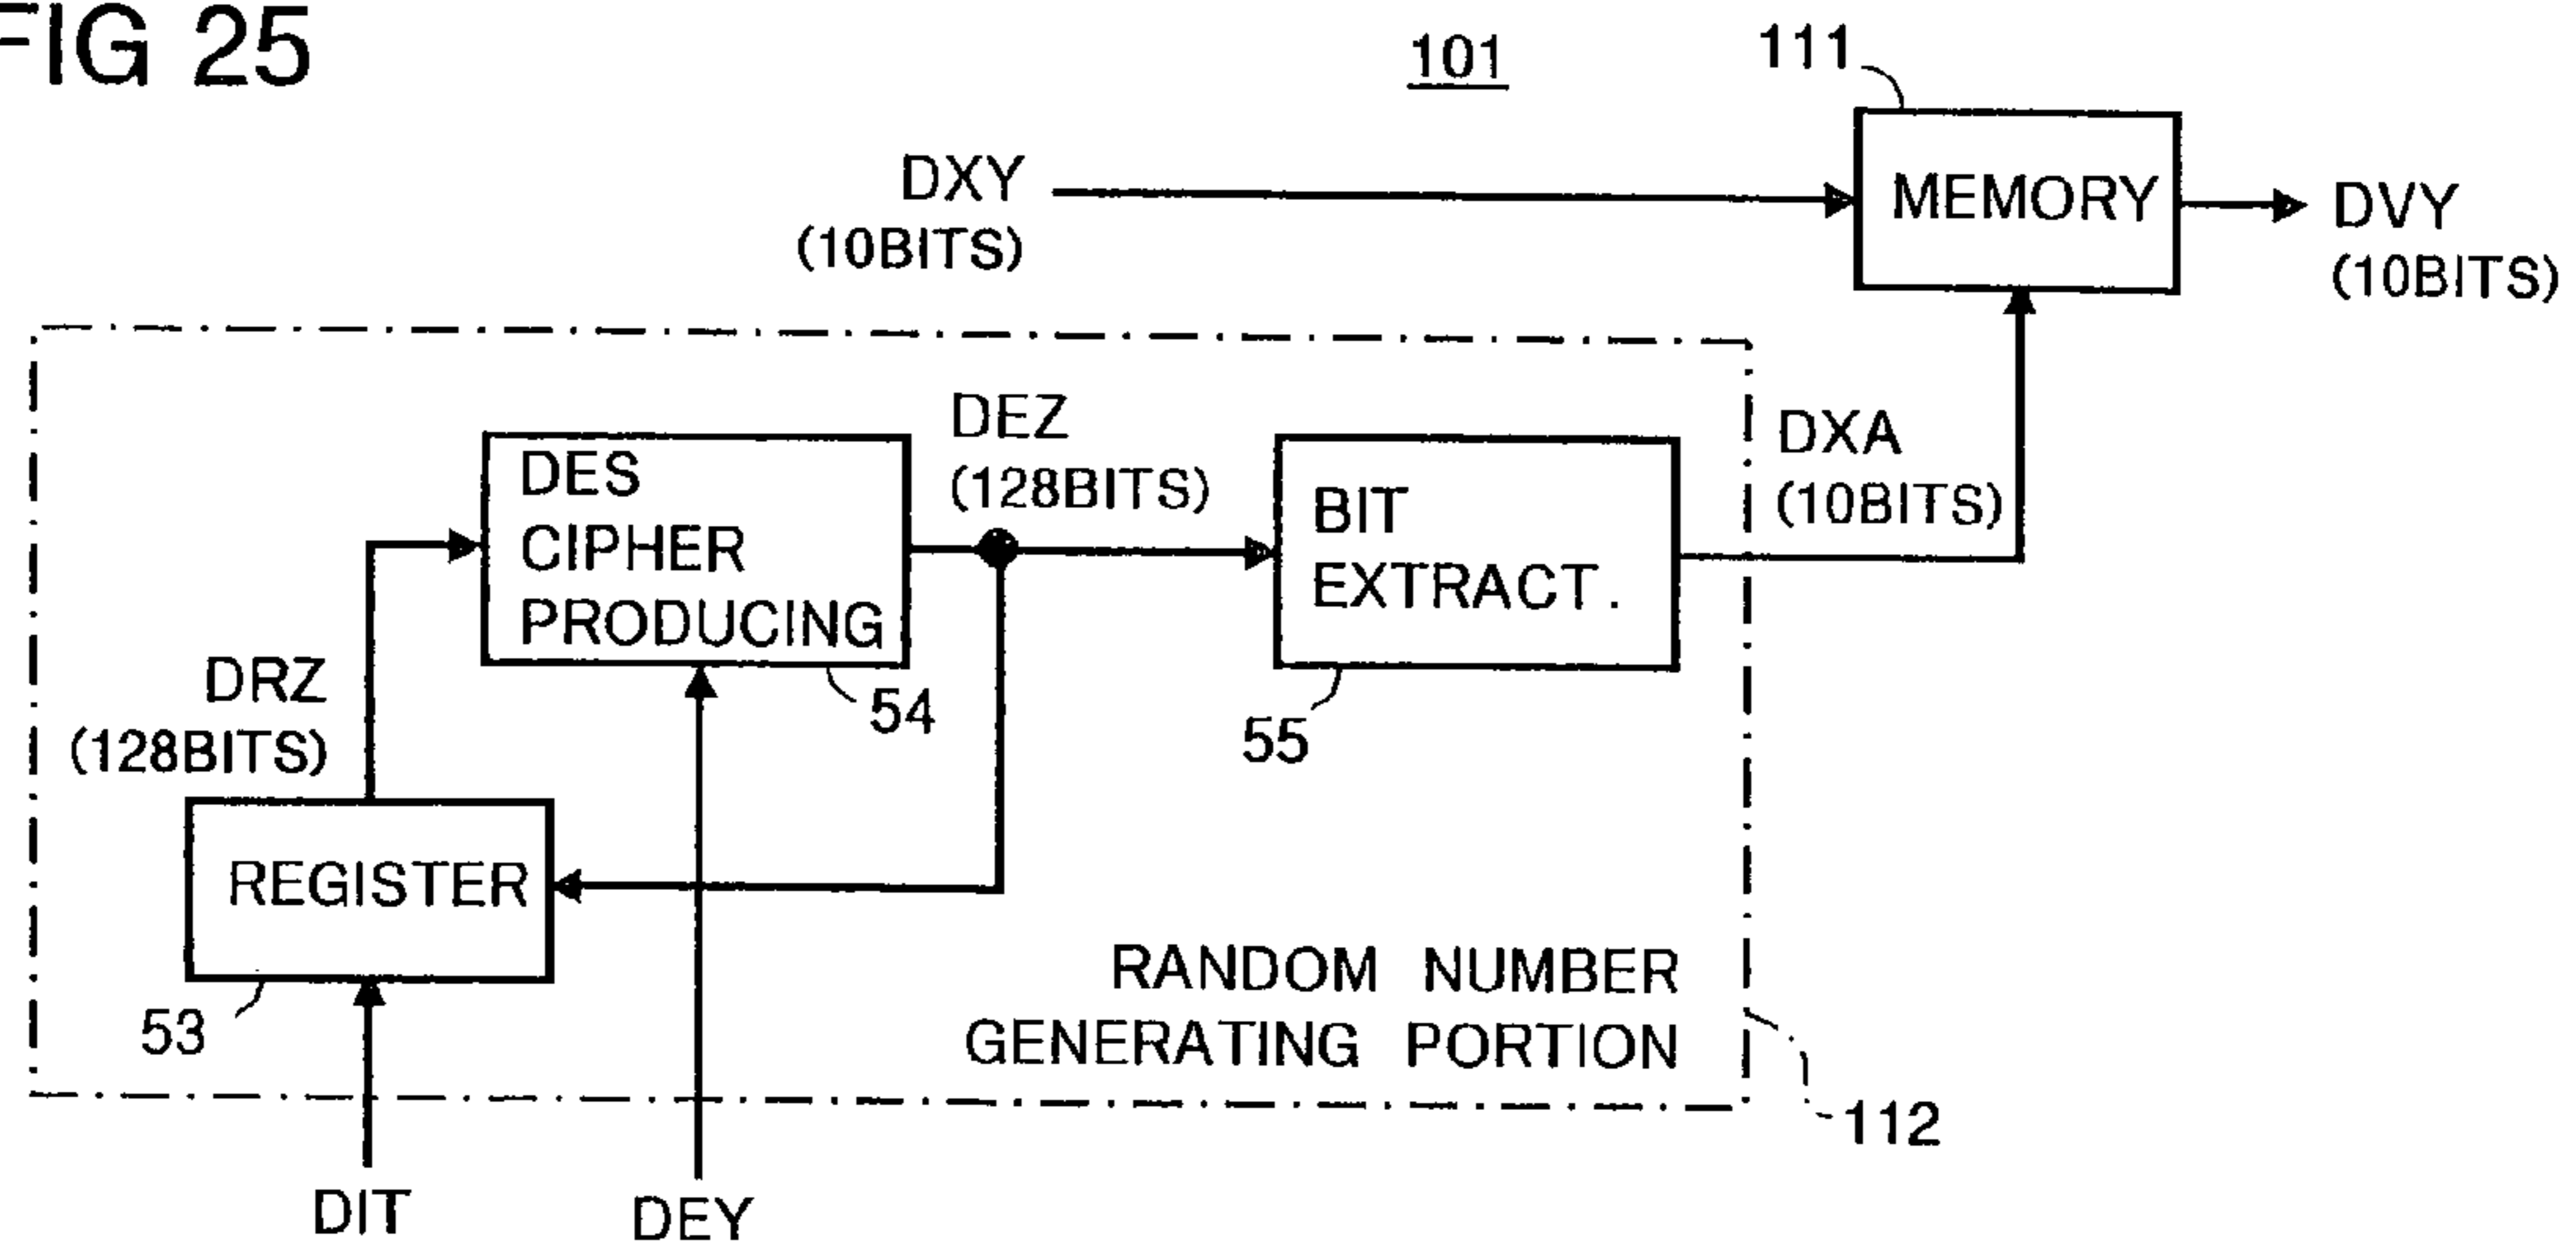 FIG 25
101
111
DXY
(10BITS)
MEMORY
DVY
(10BITS)
DES
CIPHER
PRODUCING
54
DEZ
(128BITS)
BIT
EXTRACT.
55
DXA
(10BITS)
DRZ
(128BITS)
REGISTER
53
RANDOM NUMBER
GENERATING PORTION
112
DIT
DEY